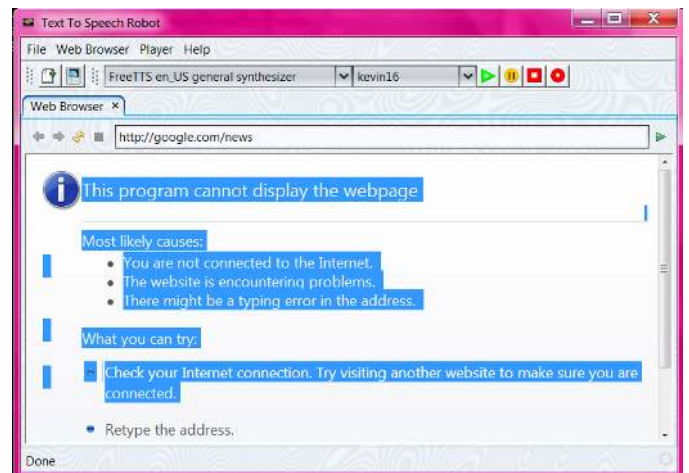 Text To Speech Robot
File Web Browser Player Help
FreeTTS en_US general synthesizer kevin16
Web Browser
http://google.com/news
This program cannot display the webpage
Most likely causes:
You are not connected to the Internet.
The website is encountering problems.
There might be a typing error in the address.
What you can try:
Check your Internet connection. Try visiting another website to make sure you are
connected.
Retype the address.
Done